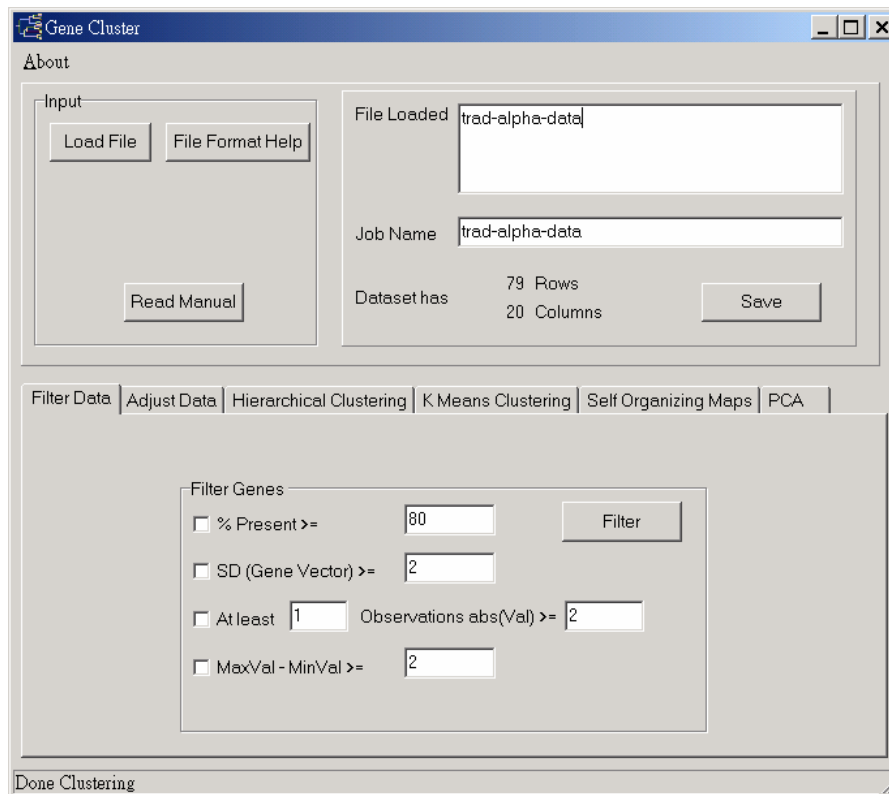 Gene Cluster
About
Input
Load File
File Format Help
Read Manual
File Loaded
trad-alpha-data
Job Name
trad-alpha-data
Dataset has
79 Rows
20 Columns
Save
Filter Data
Adjust Data
Hierarchical Clustering
K Means Clustering
Self Organizing Maps
PCA
Filter Genes
% Present >= 80
Filter
SD (Gene Vector) >= 2
At least 1 Observations abs(Val) >= 2
MaxVal - MinVal >= 2
Done Clustering